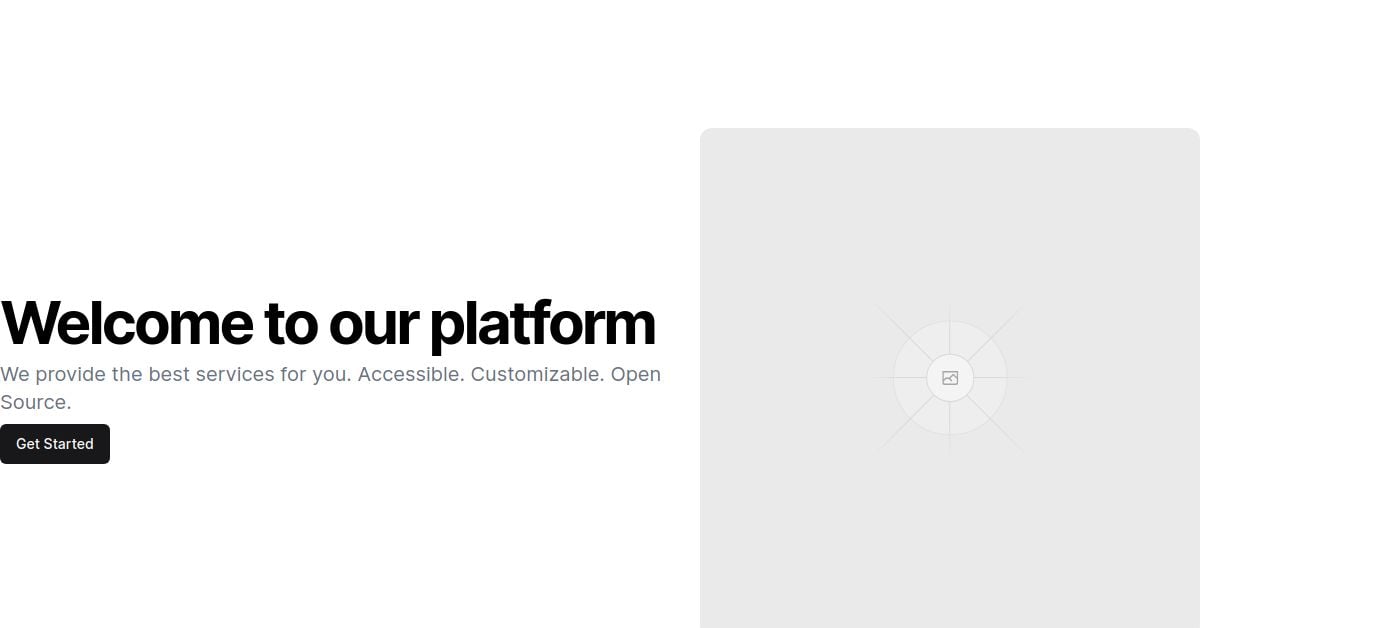 Welcome to our platform
We provide the best services for you. Accessible. Customizable. Open
Source.
Get Started